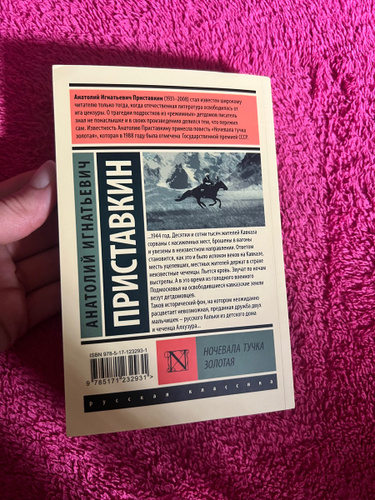 Анатолий Игнатьевич Приставкин (1931–2008) стал известен широкому
читателю только тогда, когда отечественная литература освободилась от
ига цензуры. О трагедии подростков из «режимных» детдомов писатель
знал не понаслышке и в своих произведениях делился тем, что пережил
сам. Известность Анатолию Приставкину принесла повесть «Ночевала тучка
золотая», которая в 1988 году была отмечена Государственной премией СССР.
АНАТОЛИЙ ИГНАТЬЕВИЧ
ПРИСТАВКИН
...1944 год. Десятки и сотни тысяч жителей Кавказа
сорваны с насиженных мест, брошены в вагоны
и увезены в неизвестном направлении. Ответом
становится, как это и было испокон веков на Кавказе,
месть уцелевших, местных жителей держат в страхе
неизвестные чеченцы. Льется кровь. Звучат по ночам
выстрелы. А в это время из голодного военного
Подмосковья на освободившиеся кавказские земли
везут детдомовцев.
Таков исторический фон, на котором неожиданно
расцветает невозможная, преданная дружба двух
мальчишек – русского Кольки из детского дома
и чеченца Алхузура...
ISBN 978-5-17-123293-1
9 785171 232931 >
N
НОЧЕВАЛА ТУЧКА
ЗОЛОТАЯ
русская классика